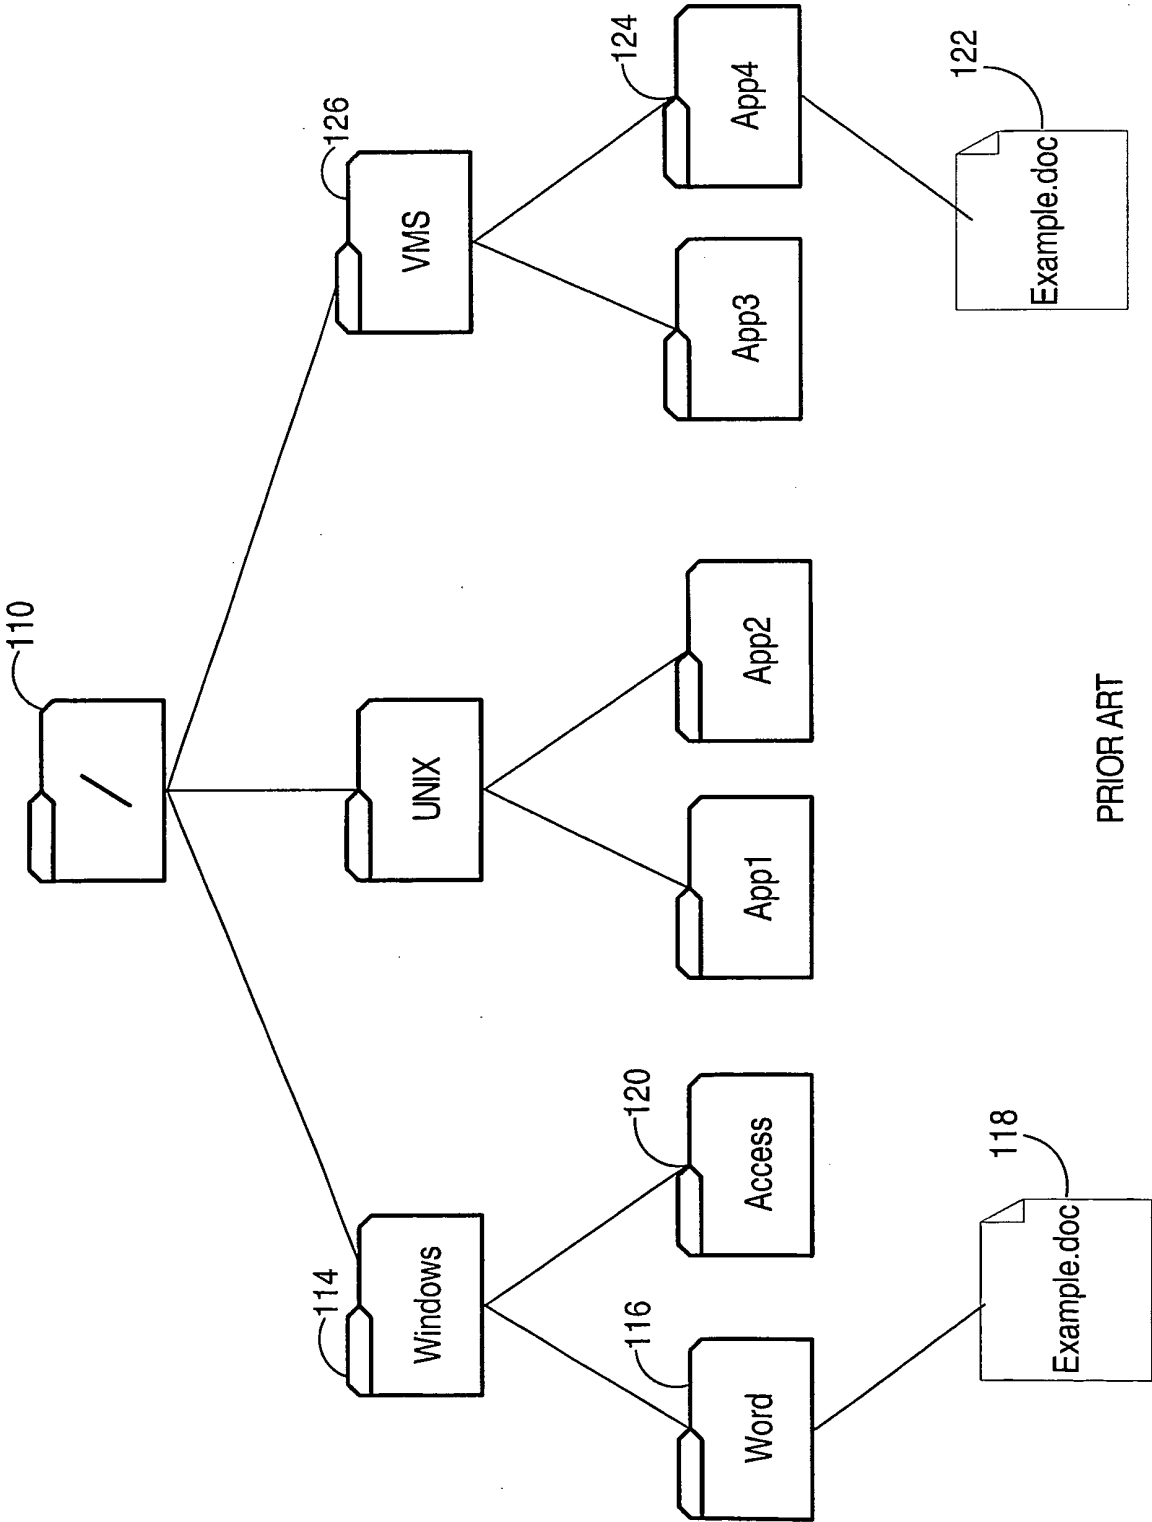 110
/
114
Windows
UNIX
126
VMS
116
Word
120
Access
App1
App2
App3
124
App4
118
Example.doc
122
Example.doc
PRIOR ART